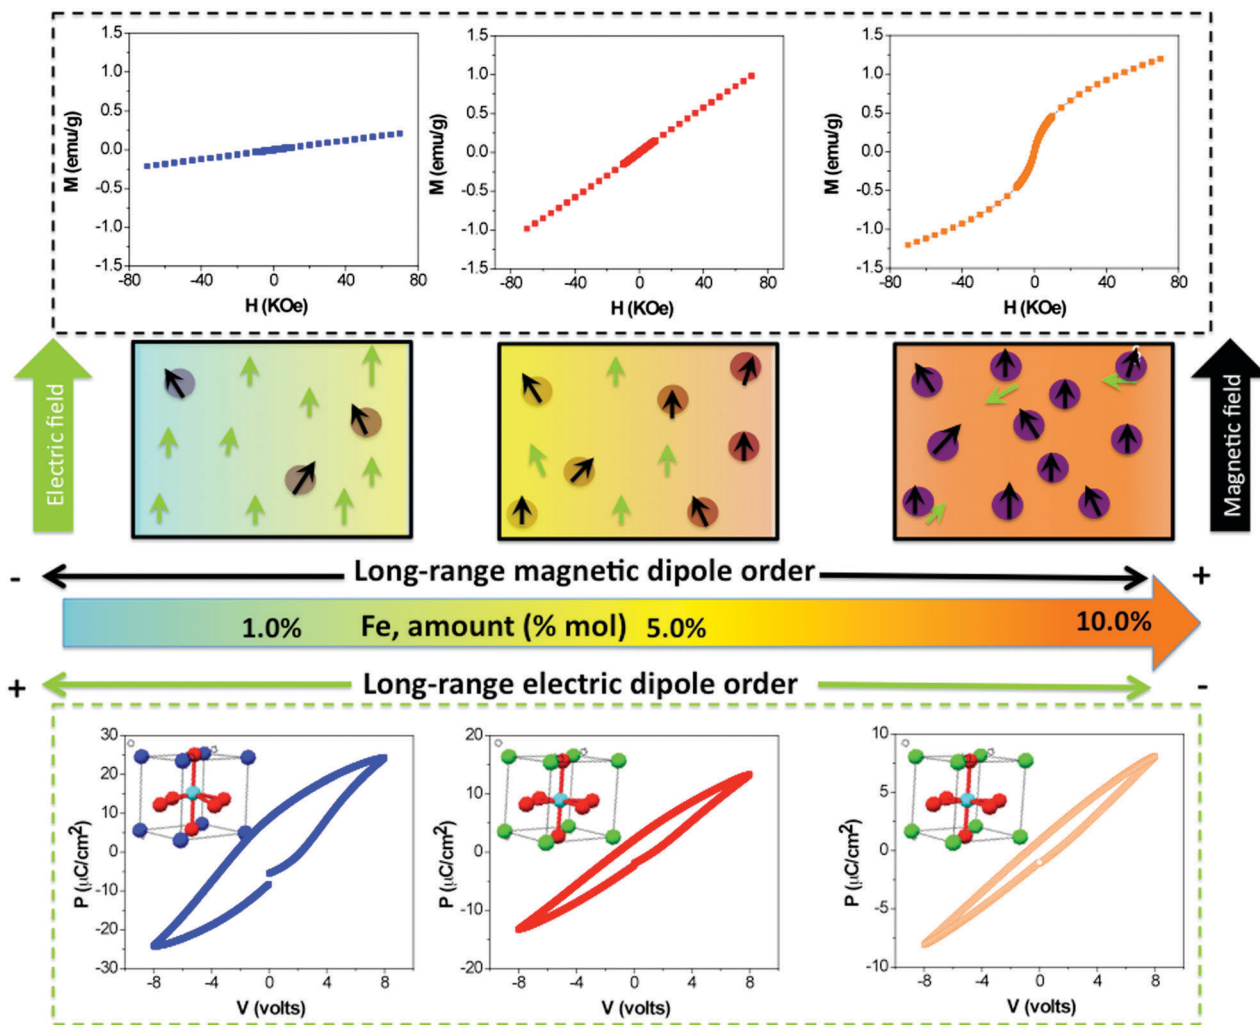 1.5
1.0
0.5
0.0
-0.5
-1.0
-1.5
M (emu/g)
-80 -40 0 40 80
H (KOe)
1.5
1.0
0.5
0.0
-0.5
-1.0
-1.5
M (emu/g)
-80 -40 0 40 80
H (KOe)
1.5
1.0
0.5
0.0
-0.5
-1.0
-1.5
M (emu/g)
-80 -40 0 40 80
H (KOe)
Electric field
Magnetic field
- Long-range magnetic dipole order +
1.0% Fe, amount (% mol) 5.0% 10.0%
+ Long-range electric dipole order -
30
20
10
0
-10
-20
-30
P (μC/cm²)
-8 -4 0 4 8
V (volts)
20
10
0
-10
-20
P (μC/cm²)
-8 -4 0 4 8
V (volts)
10
5
0
-5
-10
P (μC/cm²)
-8 -4 0 4 8
V (volts)